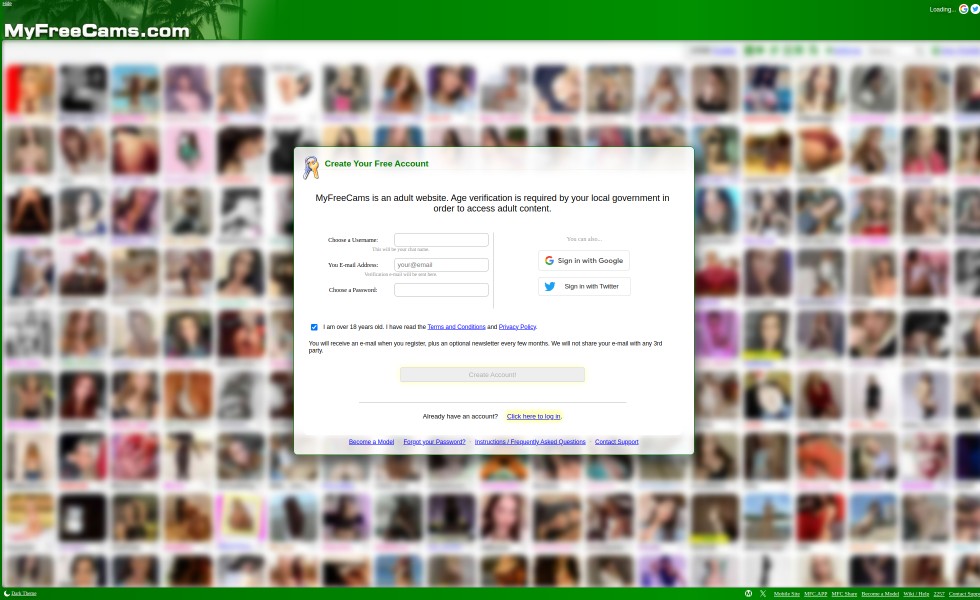 Hide
Loading...
MyFreeCams.com
Create Your Free Account
MyFreeCams is an adult website. Age verification is required by your local government in
order to access adult content.
Choose a Username:
This will be your chat name.
You E-mail Address:
your@email
Verification e-mail will be sent here.
Choose a Password:
You can also...
Sign in with Google
Sign in with Twitter
I am over 18 years old. I have read the Terms and Conditions and Privacy Policy.
You will receive an e-mail when you register, plus an optional newsletter every few months. We will not share your e-mail with any 3rd
party.
Create Account!
Already have an account? Click here to log in.
Become a Model · Forgot your Password? · Instructions / Frequently Asked Questions · Contact Support
Dark Theme
Mobile Site MFC.APP MFC Share Become a Model Wiki / Help 2257 Contact